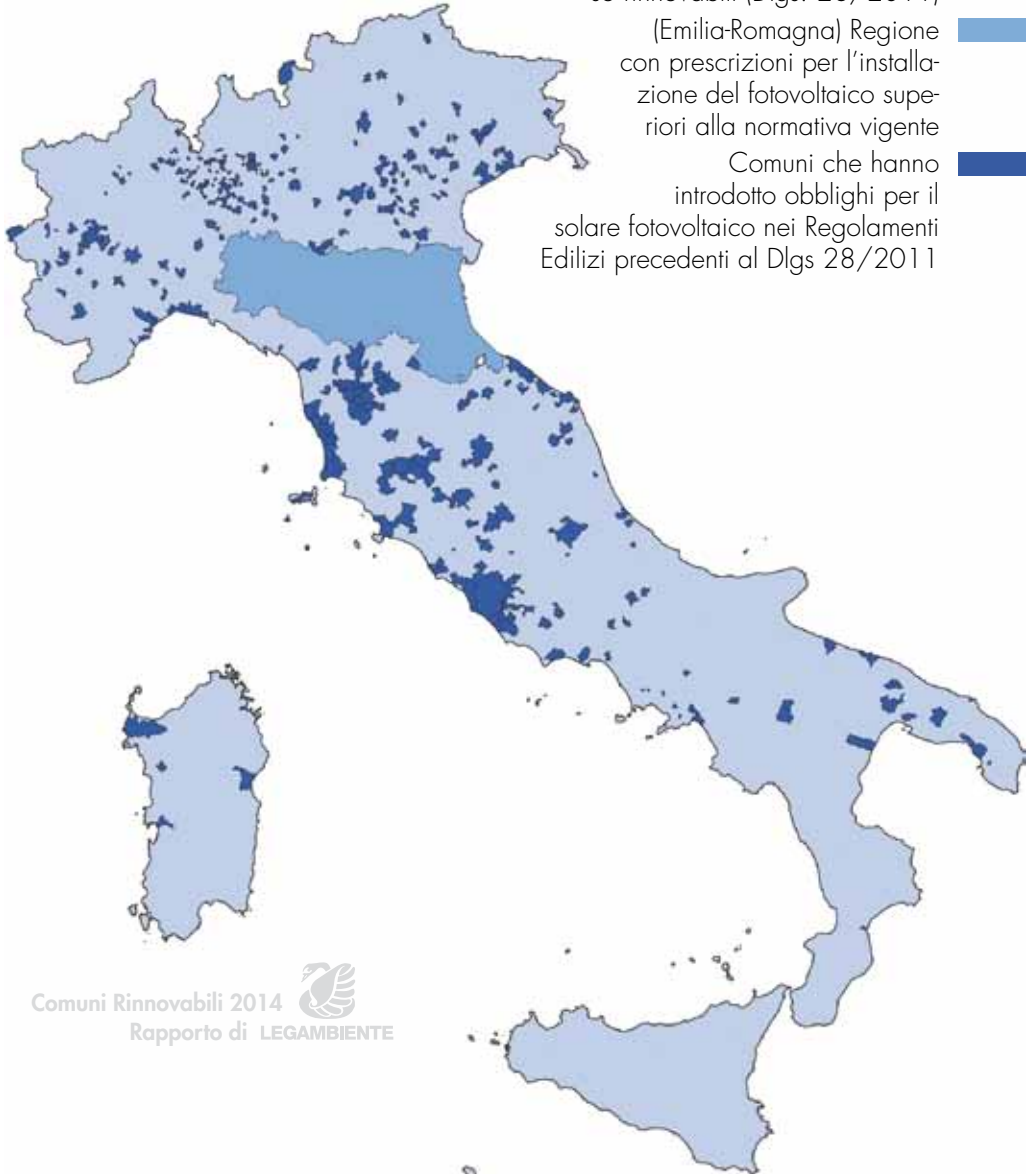 (Emilia-Romagna) Regione
con prescrizioni per l'installa-
zione del fotovoltaico supe-
riori alla normativa vigente
Comuni che hanno
introdotto obblighi per il
solare fotovoltaico nei Regolamenti
Edilizi precedenti al Dlgs 28/2011
Comuni Rinnovabili 2014
Rapporto di LEGAMBIENTE